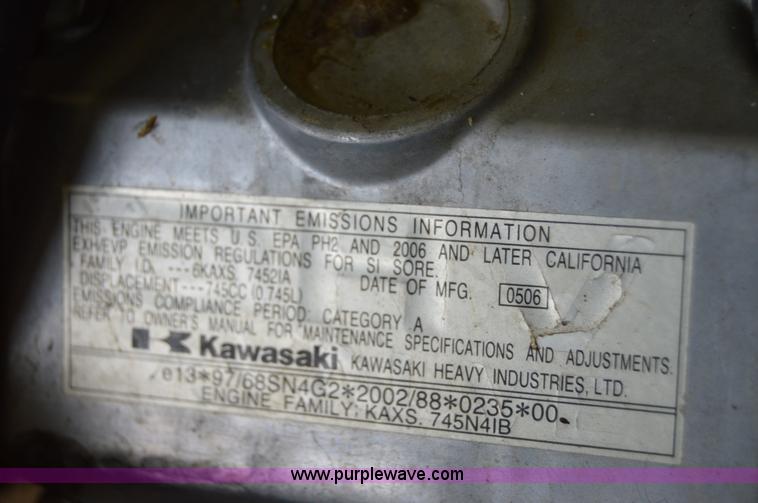 IMPORTANT EMISSIONS INFORMATION
THIS ENGINE MEETS U.S. EPA PH2 AND 2006 AND LATER CALIFORNIA
EXH/EVP EMISSION REGULATIONS FOR SI SORE.
FAMILY I.D. ---6KAXS. 7452IA DATE OF MFG. 0506
DISPLACEMENT---745CC (0.745L)
EMISSIONS COMPLIANCE PERIOD: CATEGORY A
REFER TO OWNER'S MANUAL FOR MAINTENANCE SPECIFICATIONS AND ADJUSTMENTS.
Kawasaki KAWASAKI HEAVY INDUSTRIES, LTD.
e13*97/68SN4G2*2002/88*0235*00
ENGINE FAMILY: KAXS. 745N4IB
www.purplewave.com